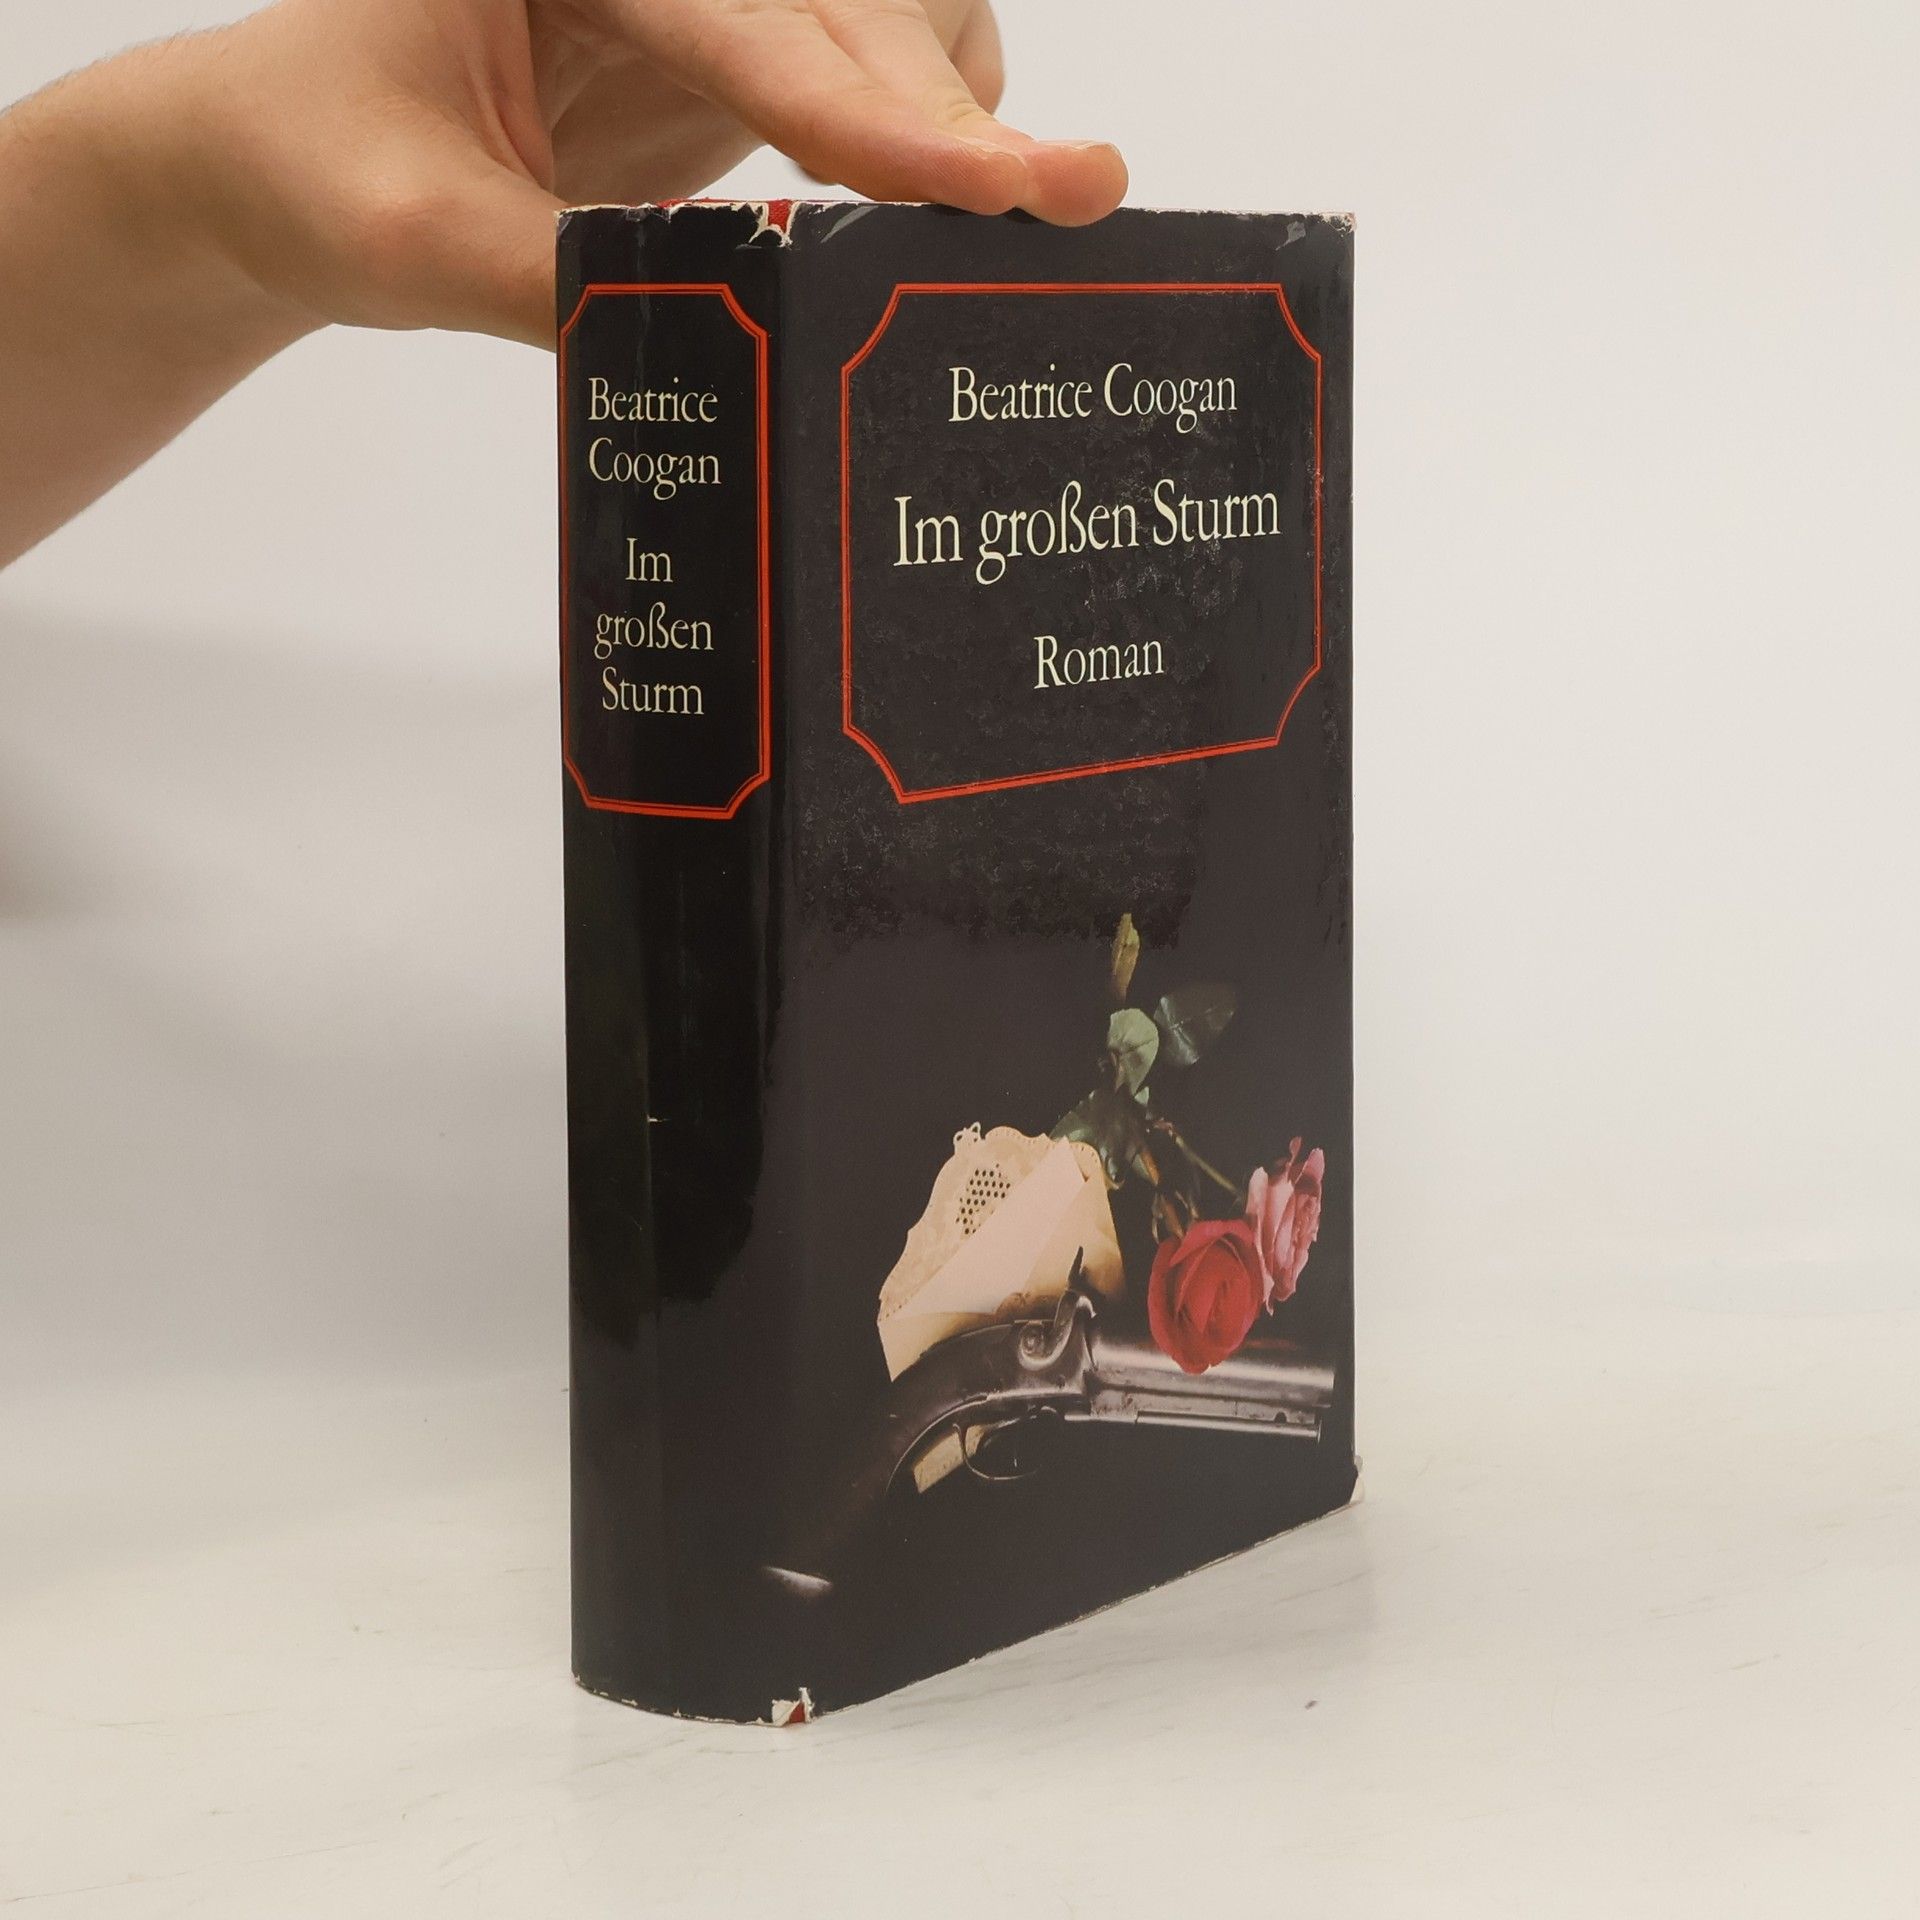 Beatrice
Coogan
Im
großen
Sturm
Beatrice Coogan
Im großen Sturm
Roman